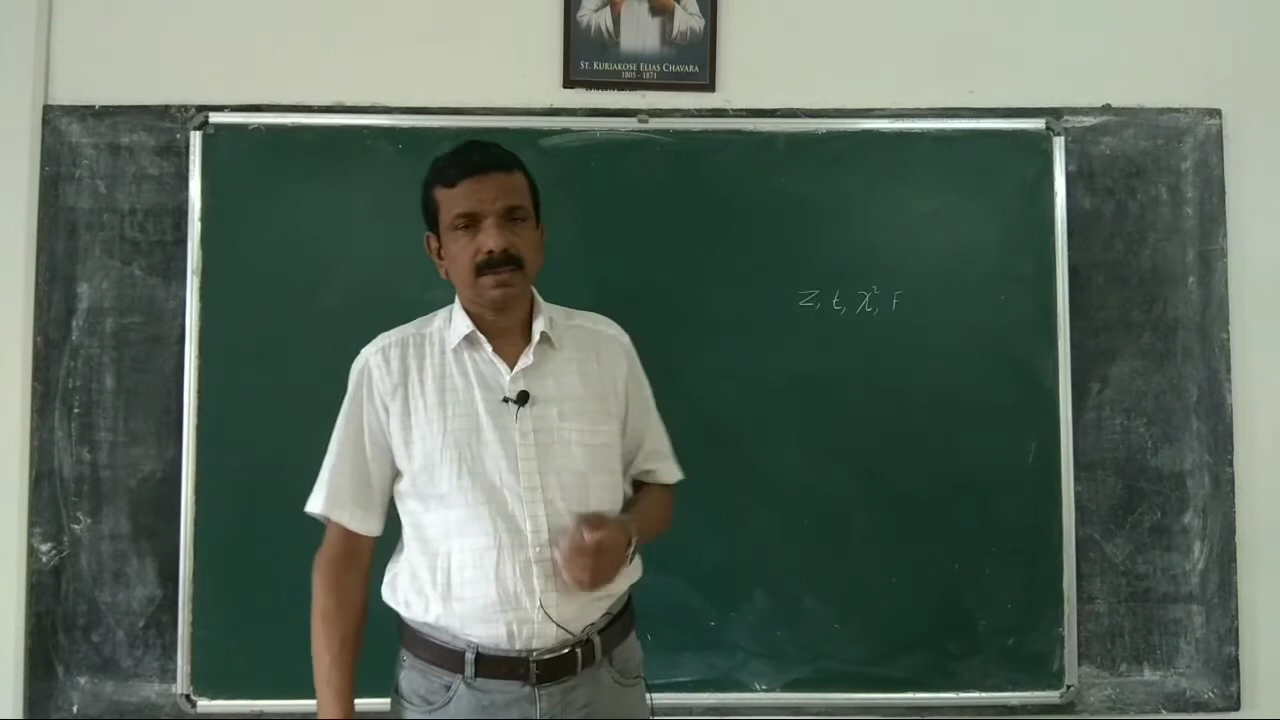 ST. KURIAKOSE ELIAS CHAVARA
1805 - 1871
Z, t, χ², F